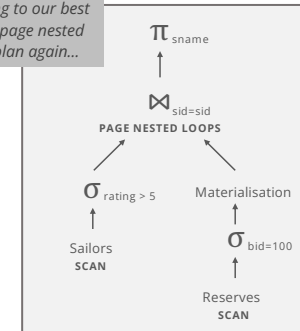 ng to our best
page nested
plan again...
π sname
⋈ sid=sid
PAGE NESTED LOOPS
σ rating > 5
Materialisation
Sailors
SCAN
σ bid=100
Reserves
SCAN